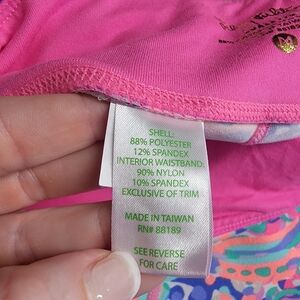 M
SHELL:
88% POLYESTER
12% SPANDEX
INTERIOR WAISTBAND:
90% NYLON
10% SPANDEX
EXCLUSIVE OF TRIM
MADE IN TAIWAN
RN# 88189
SEE REVERSE
FOR CARE